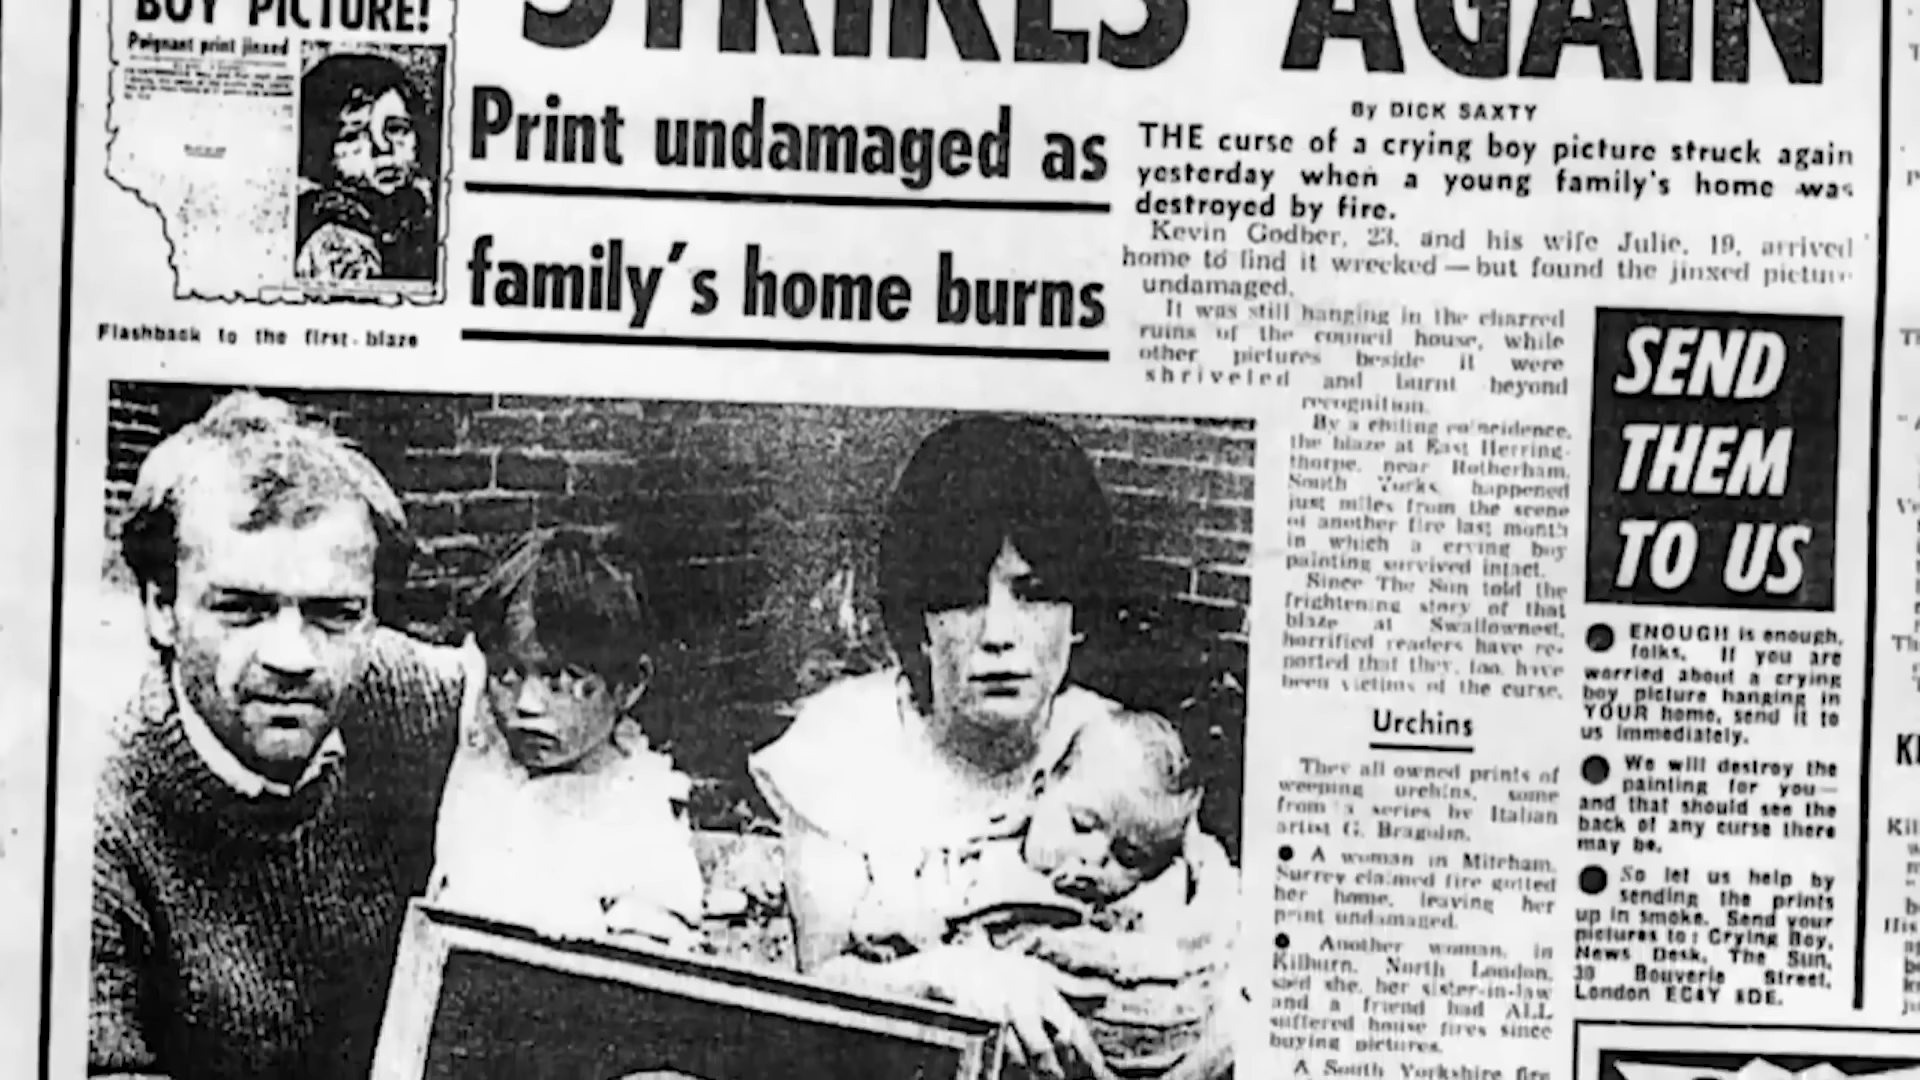 BOY PICTURE!
Poignant print jinxed
Flashback to the first blaze
STRIKES AGAIN
Print undamaged as
family's home burns
By DICK SAXTY
THE curse of a crying boy picture struck again
yesterday when a young family's home was
destroyed by fire.
Kevin Godber, 23, and his wife Julie, 19, arrived
home to find it wrecked — but found the jinxed picture
undamaged.
It was still hanging in the charred
ruins of the council house, while
other pictures beside it were
shriveled and burnt beyond
recognition.
By a chiling coincidence,
the blaze at East Herring-
thorpe, near Rotherham,
South Yorks, happened
just miles from the scene
of another fire last month
in which a crying boy
painting survived intact.
Since The Sun told the
frightening story of that
blaze at Swallownest,
horrified readers have re-
ported that they, too, have
been victims of the curse.
Urchins
They all owned prints of
weeping urchins, some
from a series by Italian
artist G. Bragolin.
● A woman in Mitcham,
Surrey claimed fire gutted
her home, leaving her
print undamaged.
● Another woman, in
Kilburn, North London,
said she, her sister-in-law
and a friend had ALL
suffered house fires since
buying pictures.
A South Yorkshire fire
SEND
THEM
TO US
● ENOUGH is enough,
folks. If you are
worried about a crying
boy picture hanging in
YOUR home, send it to
us immediately.
● We will destroy the
painting for you—
and that should see the
back of any curse there
may be.
● So let us help by
sending the prints
up in smoke. Send your
pictures to: Crying Boy,
News Desk, The Sun,
30 Bouverie Street,
London EC4Y